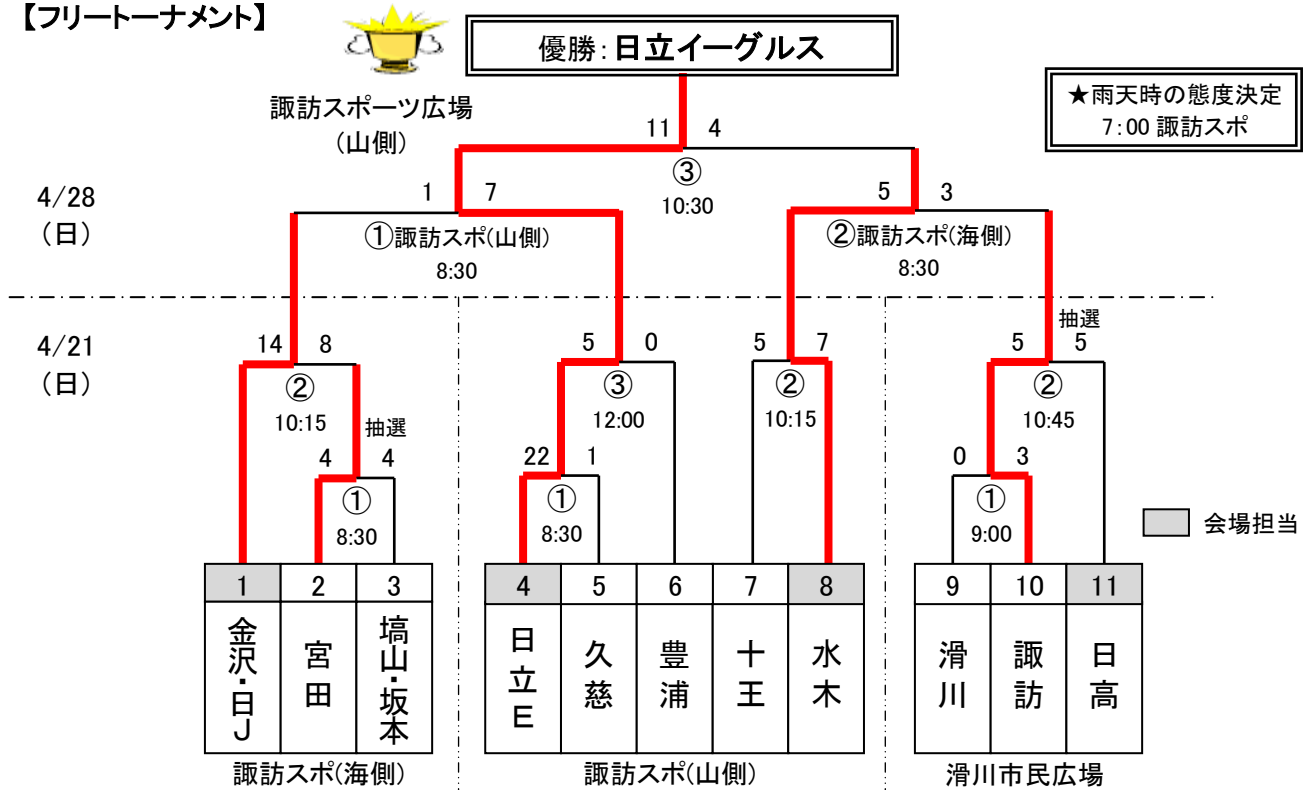 【フリートーナメント】
優勝：日立イーグルス
諏訪スポーツ広場
(山側)
★雨天時の態度決定
7:00 諏訪スポ
11 4
③
10:30
4/28
(日)
1 7
①諏訪スポ(山側)
8:30
5 3
②諏訪スポ(海側)
8:30
4/21
(日)
14 8
②
10:15
5 0
③
12:00
5 7
②
10:15
抽選
5 5
②
10:45
抽選
4 4
①
8:30
22 1
①
8:30
0 3
①
9:00
会場担当
1 2 3 4 5 6 7 8 9 10 11
金沢・日J
宮田
塙山・坂本
日立E
久慈
豊浦
十王
水木
滑川
諏訪
日高
諏訪スポ(海側)
諏訪スポ(山側)
滑川市民広場